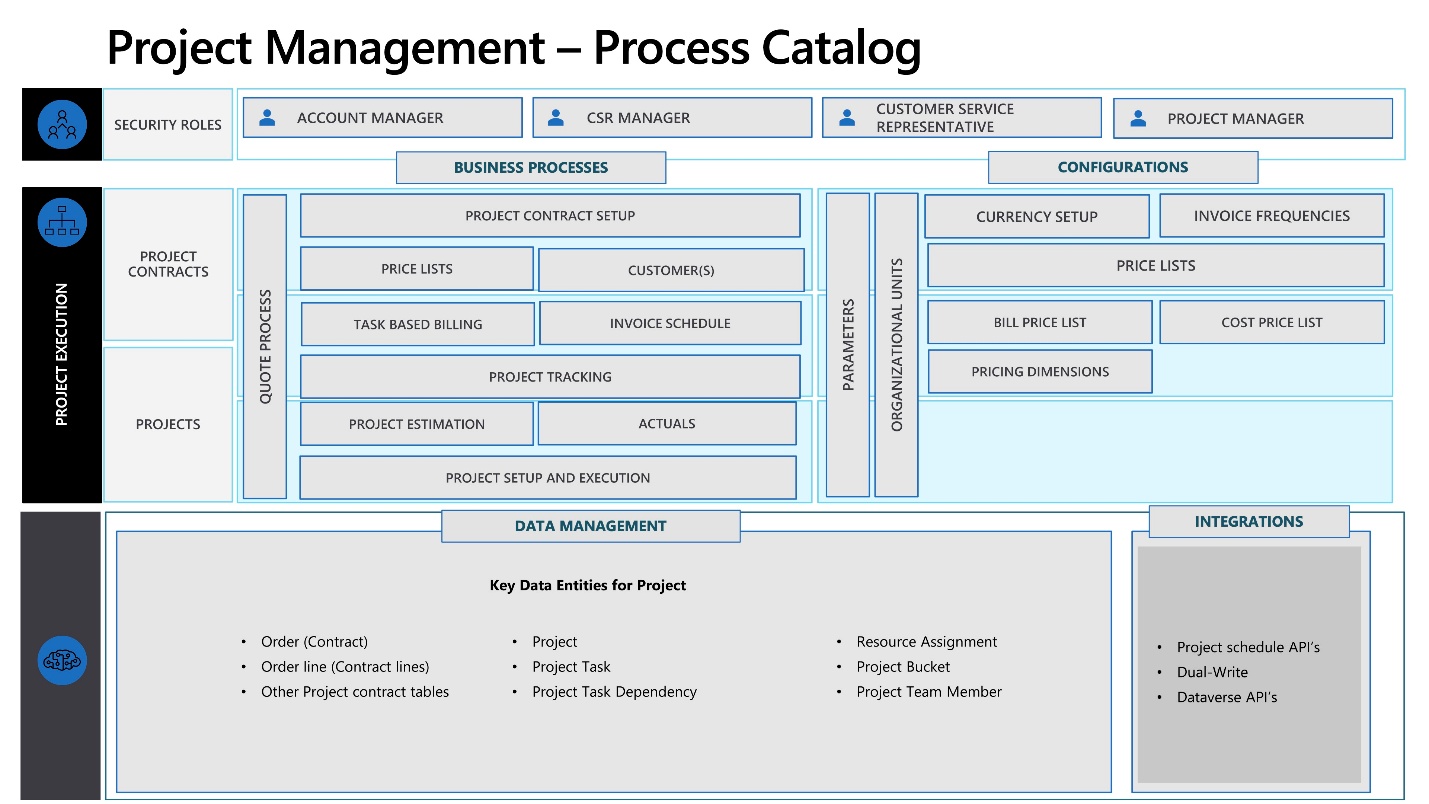 Project Management – Process Catalog
SECURITY ROLES
ACCOUNT MANAGER
CSR MANAGER
CUSTOMER SERVICE
REPRESENTATIVE
PROJECT MANAGER
BUSINESS PROCESSES
CONFIGURATIONS
PROJECT EXECUTION
PROJECT
CONTRACTS
PROJECTS
QUOTE PROCESS
PROJECT CONTRACT SETUP
PRICE LISTS
CUSTOMER(S)
TASK BASED BILLING
INVOICE SCHEDULE
PROJECT TRACKING
PROJECT ESTIMATION
ACTUALS
PROJECT SETUP AND EXECUTION
PARAMETERS
ORGANIZATIONAL UNITS
CURRENCY SETUP
INVOICE FREQUENCIES
PRICE LISTS
BILL PRICE LIST
COST PRICE LIST
PRICING DIMENSIONS
DATA MANAGEMENT
Key Data Entities for Project
• Order (Contract)
• Order line (Contract lines)
• Other Project contract tables
• Project
• Project Task
• Project Task Dependency
• Resource Assignment
• Project Bucket
• Project Team Member
INTEGRATIONS
• Project schedule API's
• Dual-Write
• Dataverse API's